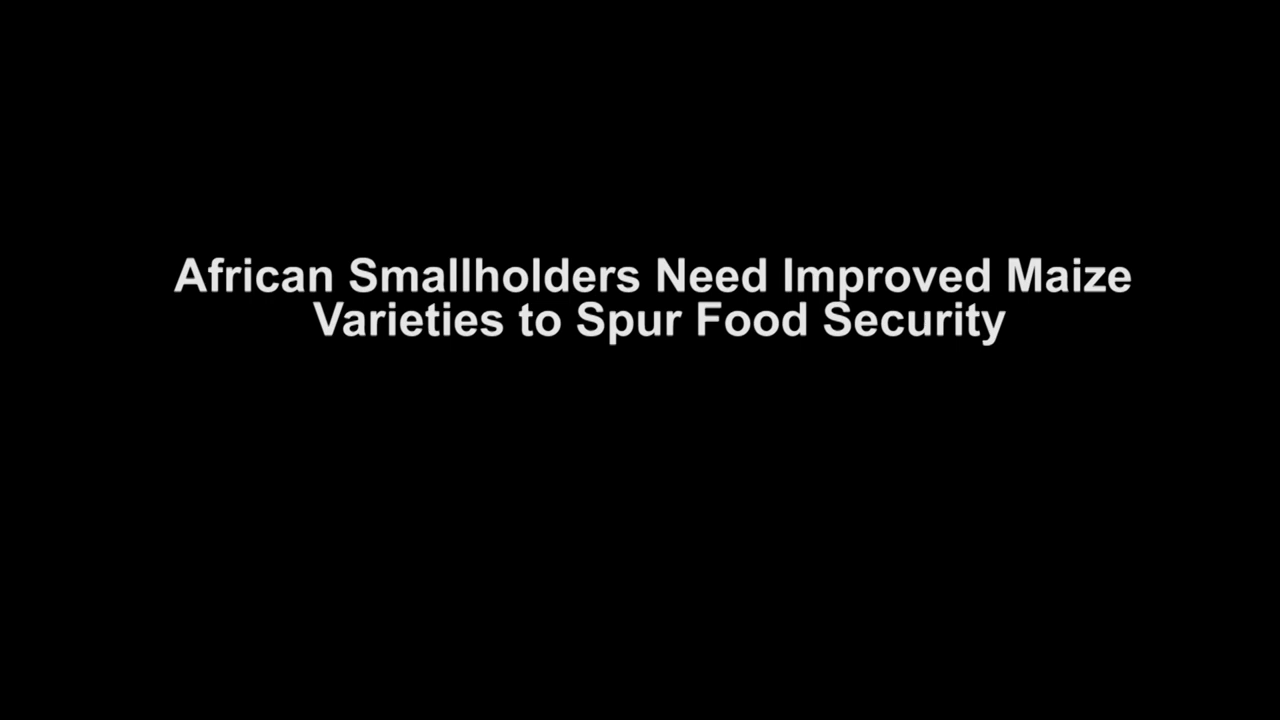 African Smallholders Need Improved Maize
Varieties to Spur Food Security